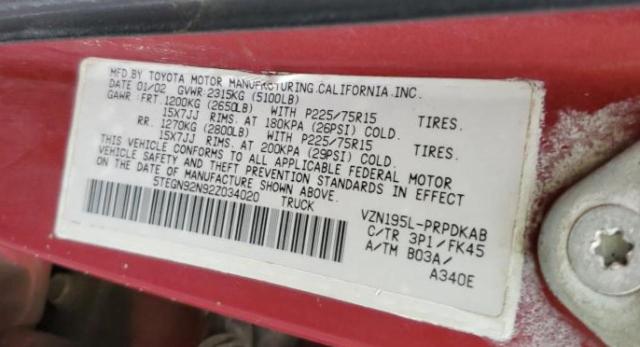 MFD.BY TOYOTA MOTOR MANUFACTURING.CALIFORNIA.INC.
DATE 01/02 GVWR:2315KG (5100LB)
GAWR: FRT. 1200KG (2650LB) WITH P225/75R15 TIRES.
15X7JJ RIMS. AT 180KPA (26PSI) COLD.
RR. 1270KG (2800LB) WITH P225/75R15 TIRES.
15X7JJ RIMS. AT 200KPA (29PSI) COLD.
THIS VEHICLE CONFORMS TO ALL APPLICABLE FEDERAL MOTOR
VEHICLE SAFETY AND THEFT PREVENTION STANDARDS IN EFFECT
ON THE DATE OF MANUFACTURE SHOWN ABOVE.
5TEGN92N92Z034020 TRUCK
VZN195L-PRPDKAB
C/TR 3P1/FK45
A/TM B03A/
A340E